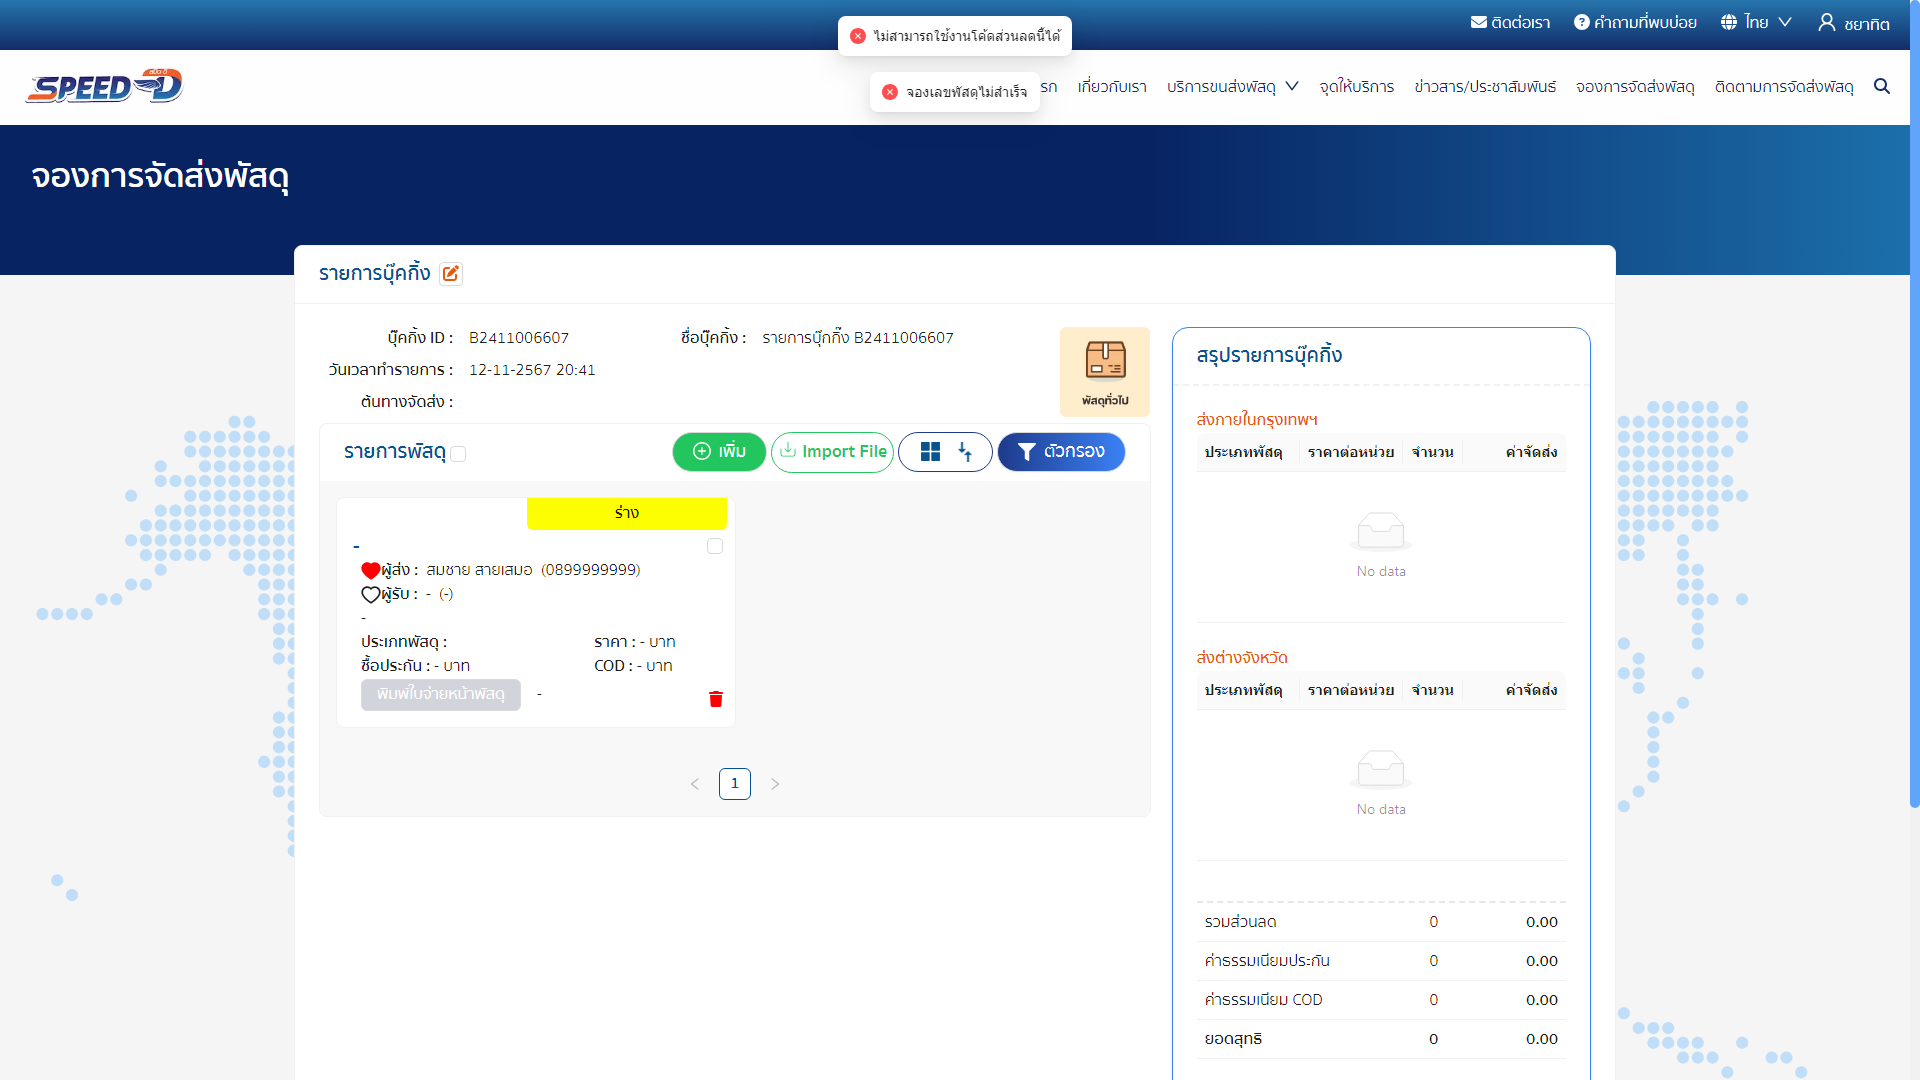 ติดต่อเรา
คำถามที่พบบ่อย
ไทย
ชยาทิต
ไม่สามารถใช้งานโค้ดส่วนลดนี้ได้
จองเลขพัสดุไม่สำเร็จ
SPEED-D
รก
เกี่ยวกับเรา
บริการขนส่งพัสดุ
จุดให้บริการ
ข่าวสาร/ประชาสัมพันธ์
จองการจัดส่งพัสดุ
ติดตามการจัดส่งพัสดุ
จองการจัดส่งพัสดุ
รายการบุ๊คกิ้ง
บุ๊คกิ้ง ID : B2411006607
ชื่อบุ๊คกิ้ง : รายการบุ๊กกิ๊ง B2411006607
วันเวลาทำรายการ : 12-11-2567 20:41
ต้นทางจัดส่ง :
พัสดุทั่วไป
รายการพัสดุ
เพิ่ม
Import File
ตัวกรอง
ร่าง
-
ผู้ส่ง : สมชาย สายเสมอ (0899999999)
ผู้รับ : - (-)
-
ประเภทพัสดุ : ราคา : - บาท
ซื้อประกัน : - บาท COD : - บาท
พิมพ์ใบจ่ายหน้าพัสดุ -
1
สรุปรายการบุ๊คกิ้ง
ส่งภายในกรุงเทพฯ
ประเภทพัสดุ ราคาต่อหน่วย จำนวน ค่าจัดส่ง
No data
ส่งต่างจังหวัด
ประเภทพัสดุ ราคาต่อหน่วย จำนวน ค่าจัดส่ง
No data
รวมส่วนลด 0 0.00
ค่าธรรมเนียมประกัน 0 0.00
ค่าธรรมเนียม COD 0 0.00
ยอดสุทธิ 0 0.00